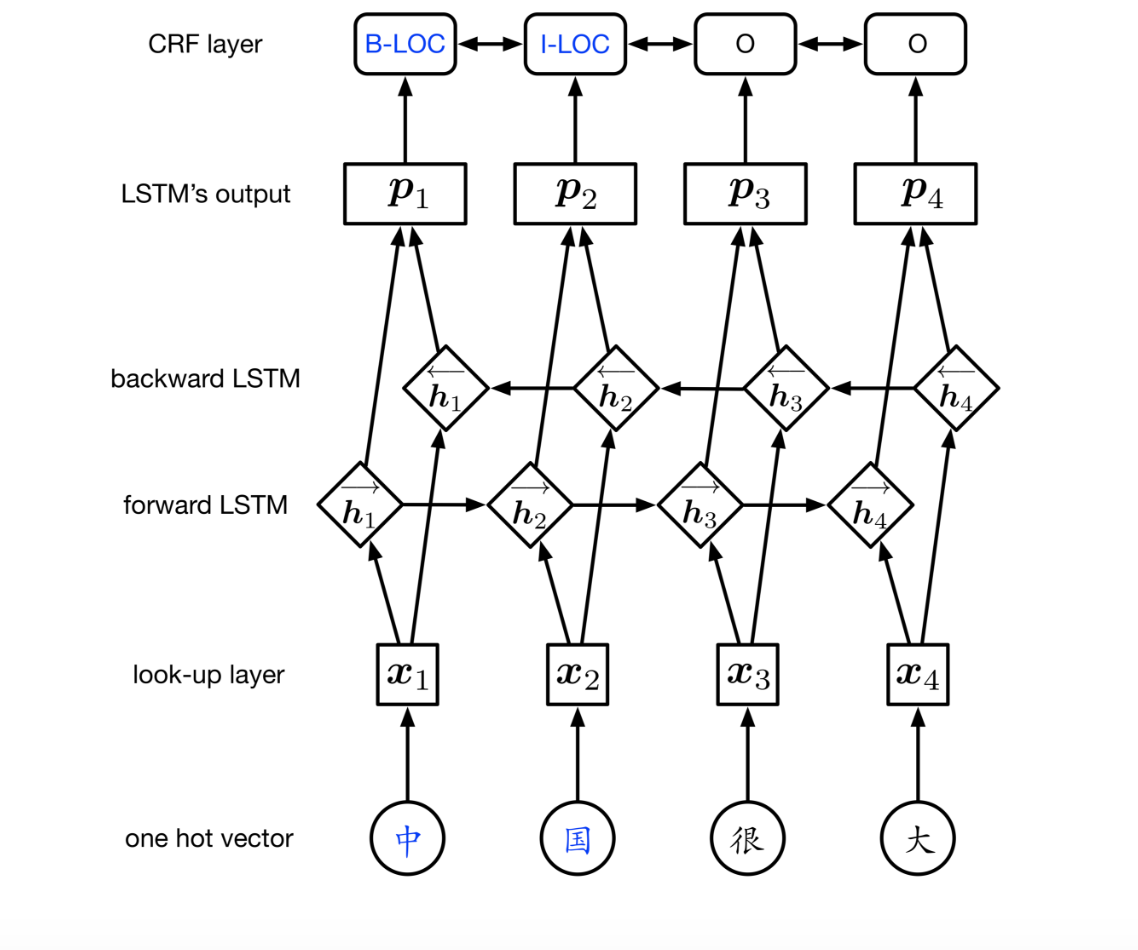 CRF layer B-LOC I-LOC O O
LSTM’s output p₁ p₂ p₃ p₄
backward LSTM ←h₁ ←h₂ ←h₃ ←h₄
forward LSTM →h₁ →h₂ →h₃ →h₄
look-up layer x₁ x₂ x₃ x₄
one hot vector 中 国 很 大